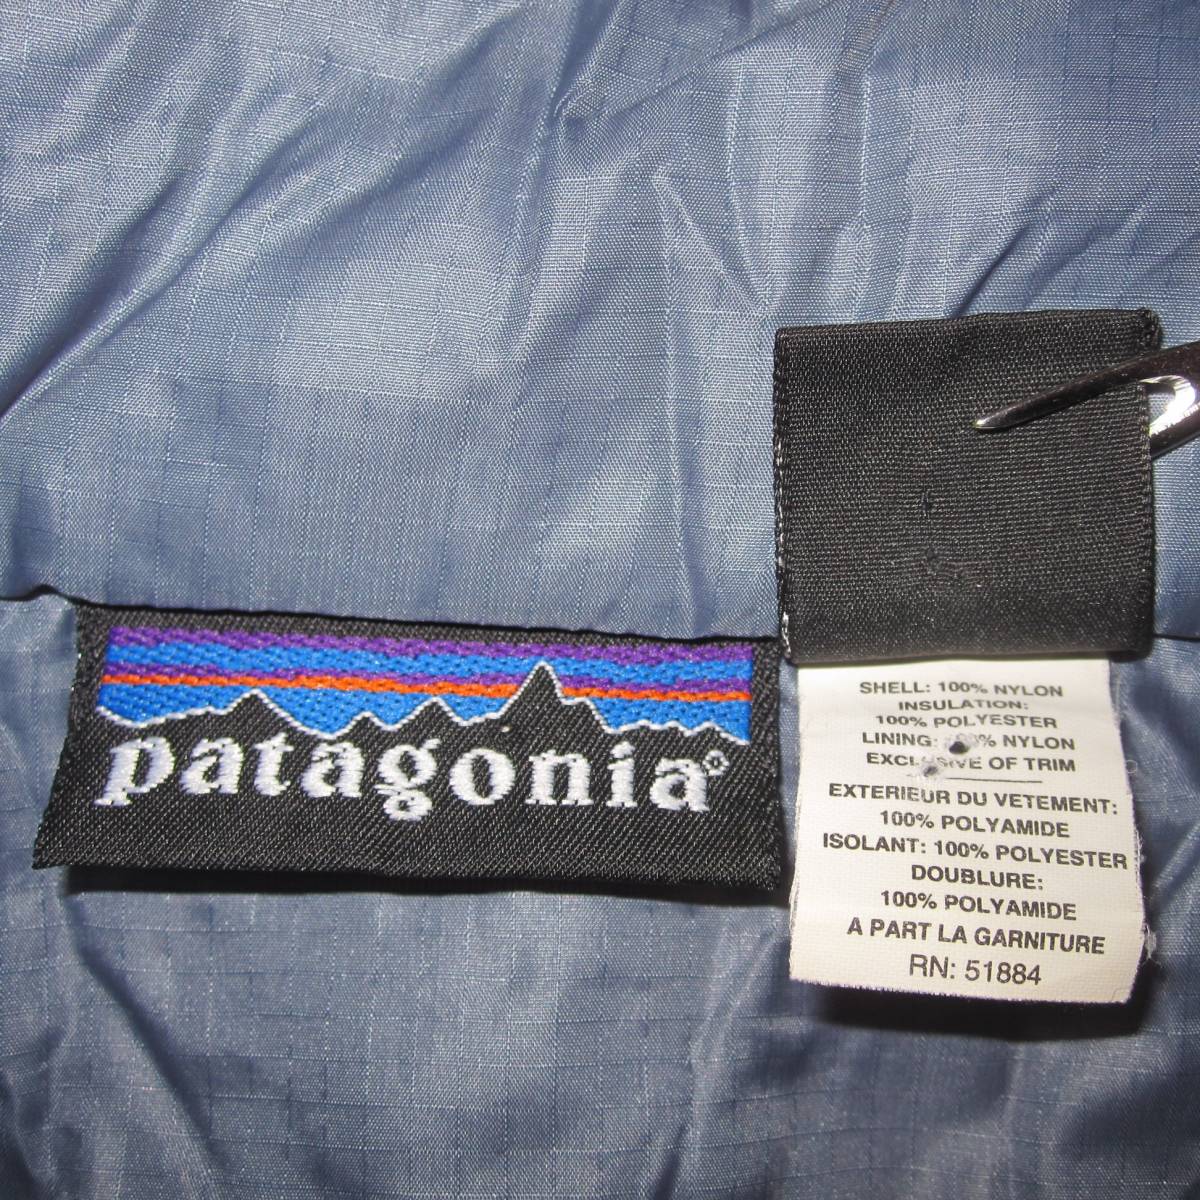 patagonia®
SHELL: 100% NYLON
INSULATION:
100% POLYESTER
LINING: NYLON
OF TRIM
EXTERIEUR DU VETEMENT:
100% POLYAMIDE
ISOLANT: 100% POLYESTER
DOUBLURE:
100% POLYAMIDE
A PART LA GARNITURE
RN: 51884